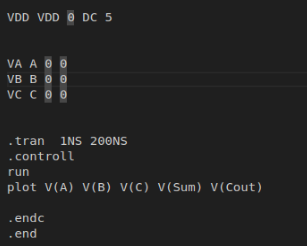 VDD VDD 0 DC 5
VA A 0 0
VB B 0 0
VC C 0 0
.tran  1NS 200NS
.controll
run
plot V(A) V(B) V(C) V(Sum) V(Cout)
.endc
.end